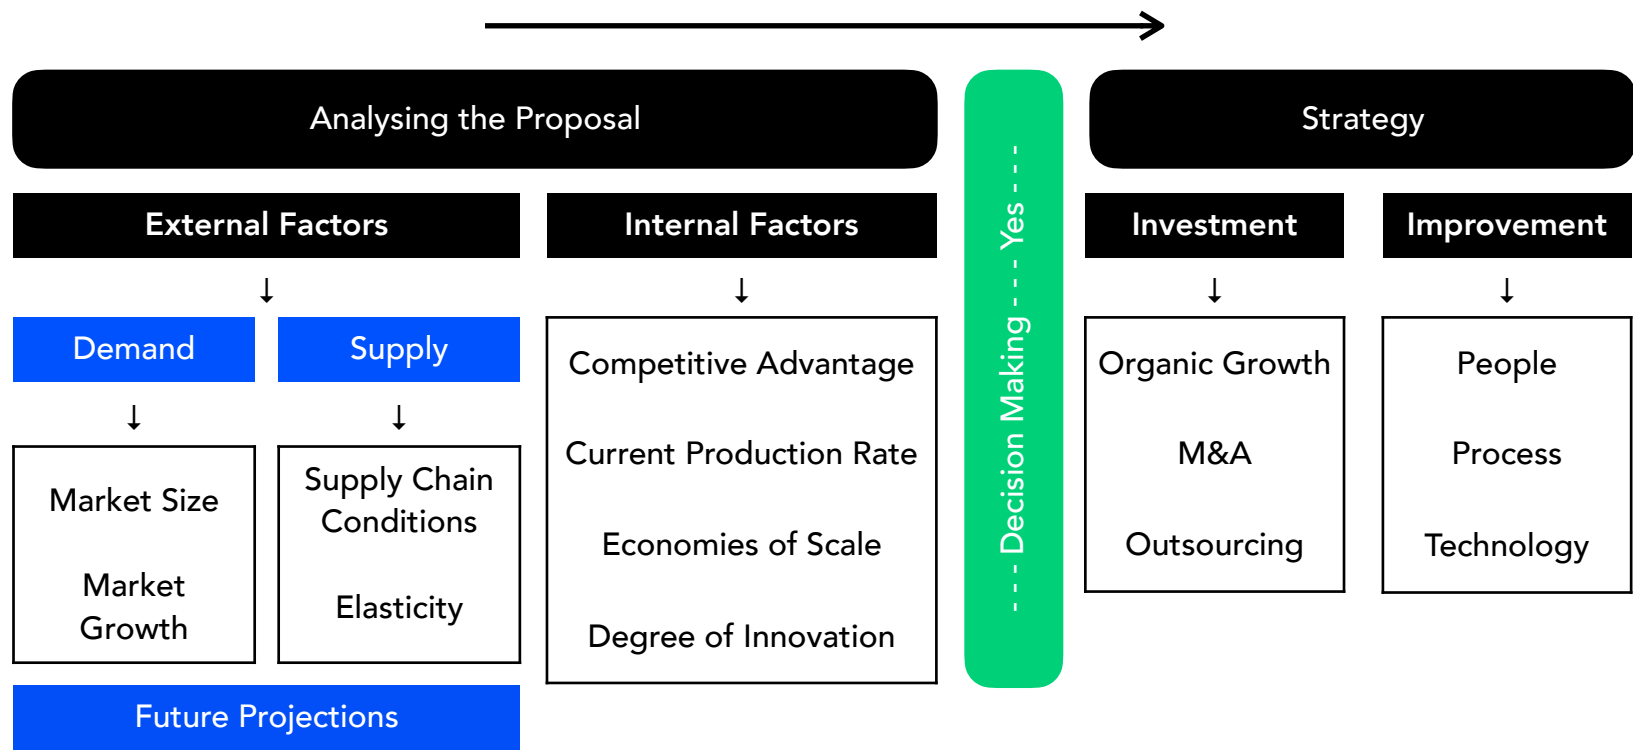 Analysing the Proposal
Strategy
External Factors
Internal Factors
Investment
Improvement
↓
↓
↓
↓
Demand
Supply
↓
↓
Market Size
Market
Growth
Supply Chain
Conditions
Elasticity
Future Projections
Competitive Advantage
Current Production Rate
Economies of Scale
Degree of Innovation
- - - Decision Making - - - Yes - - -
Organic Growth
M&A
Outsourcing
People
Process
Technology